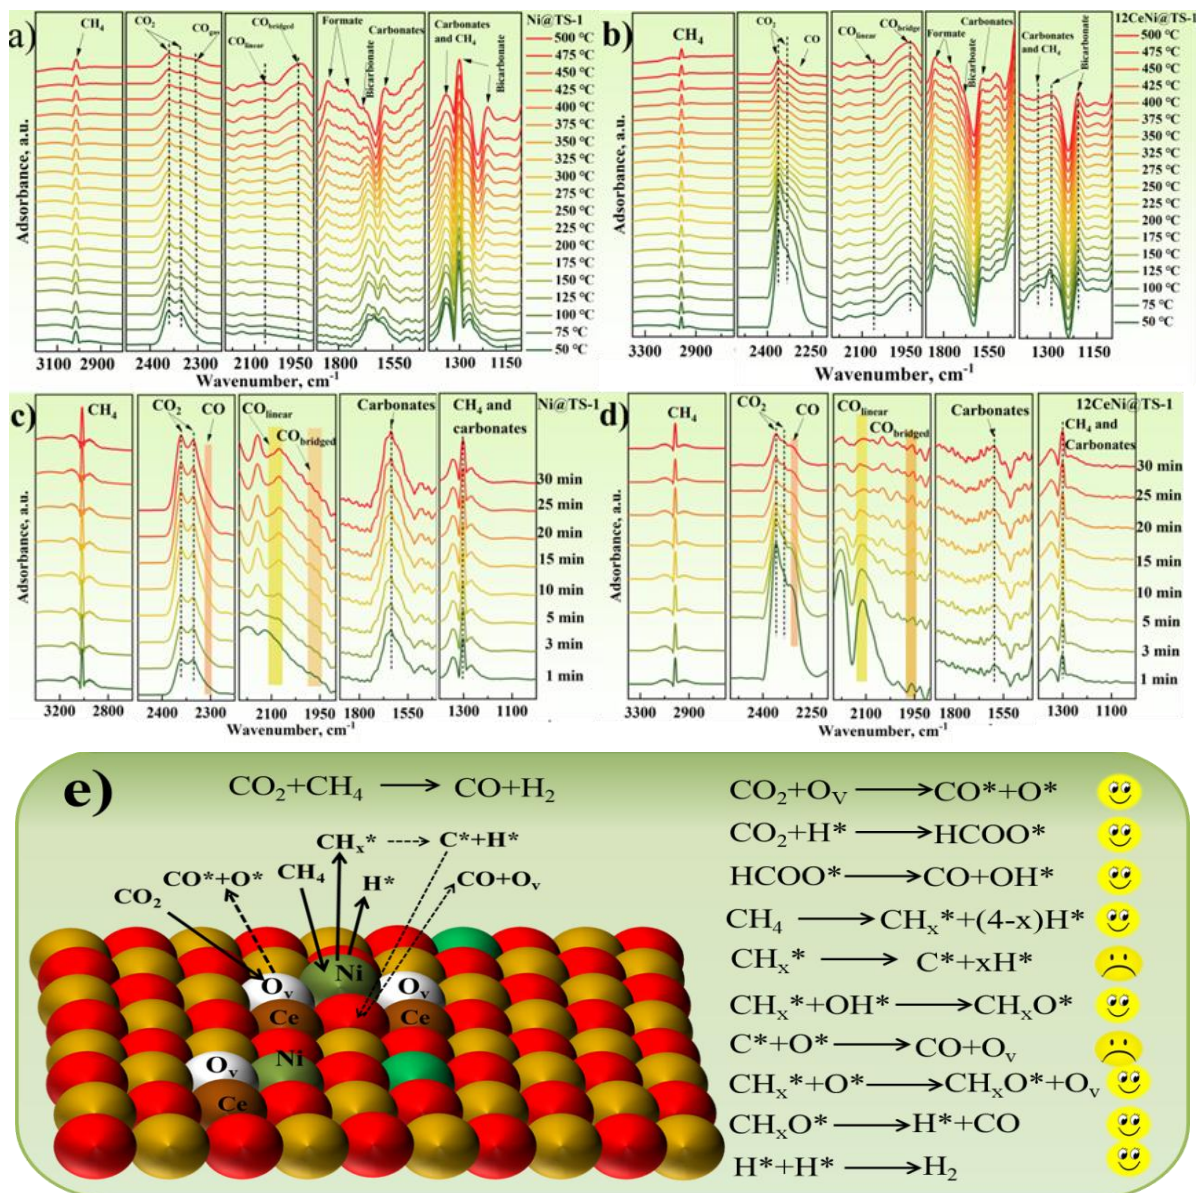 a)
Ni@TS-1
CH4
CO2
COgas
COlinear
CObridged
Formate
Bicarbonate
Carbonates
Carbonates and CH4
Bicarbonate
500 °C
475 °C
450 °C
425 °C
400 °C
375 °C
350 °C
325 °C
300 °C
275 °C
250 °C
225 °C
200 °C
175 °C
150 °C
125 °C
100 °C
75 °C
50 °C
Adsorbance, a.u.
3100 2900 2400 2300 2100 1950 1800 1550 1300 1150
Wavenumber, cm-1
b)
12CeNi@TS-1
CH4
CO2
CO
COlinear
CObridge
Formate
Bicarboate
Carbonates
Carbonates and CH4
Bicarbonate
500 °C
475 °C
450 °C
425 °C
400 °C
375 °C
350 °C
325 °C
300 °C
275 °C
250 °C
225 °C
200 °C
175 °C
150 °C
125 °C
100 °C
75 °C
50 °C
Adsorbance, a.u.
3300 3000 2400 2250 2100 1950 1800 1550 1300 1150
Wavenumber, cm-1
c)
Ni@TS-1
CH4
CO2
CO
COlinear
CObridged
Carbonates
CH4 and carbonates
30 min
25 min
20 min
15 min
10 min
5 min
3 min
1 min
Adsorbance, a.u.
3200 2800 2400 2300 2100 1950 1800 1550 1300 1100
Wavenumber, cm-1
d)
12CeNi@TS-1
CH4
CO2
CO
COlinear
CObridged
Carbonates
CH4 and Carbonates
30 min
25 min
20 min
15 min
10 min
5 min
3 min
1 min
Adsorbance, a.u.
3300 2900 2400 2250 2100 1950 1800 1550 1300 1100
Wavenumber, cm-1
e)
CO2+CH4 → CO+H2
CHx* → C*+H*
CO*+O*
CH4
H*
CO+Ov
CO2
Ni
Ov
Ov
Ce
Ce
Ni
Ov
Ce
CO2+OV → CO*+O*
CO2+H* → HCOO*
HCOO* → CO+OH*
CH4 → CHx*+(4-x)H*
CHx* → C*+xH*
CHx*+OH* → CHxO*
C*+O* → CO+Ov
CHx*+O* → CHxO*+Ov
CHxO* → H*+CO
H*+H* → H2